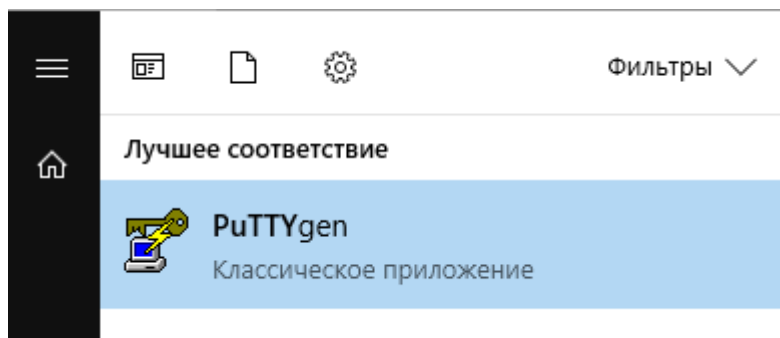 Фильтры
Лучшее соответствие
PuTTYgen
Классическое приложение